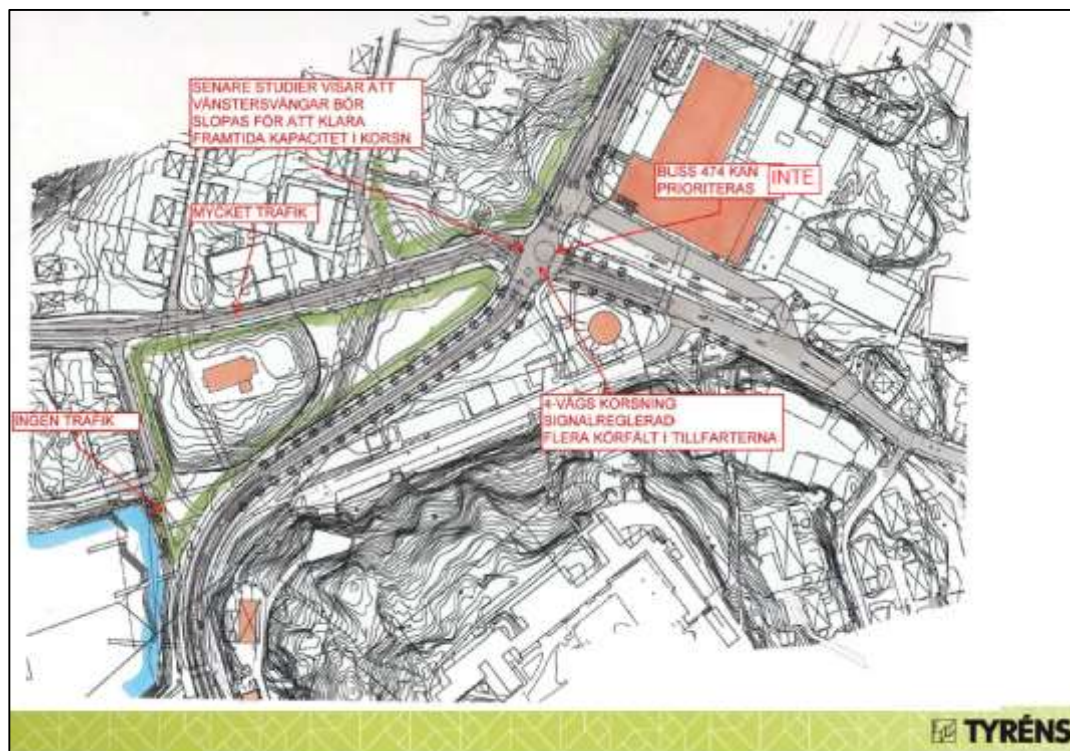 SENARE STUDIER VISAR ATT
VÄNSTERSVÄNGAR BÖR
SLOPAS FÖR ATT KLARA
FRAMTIDA KAPACITET I KORSN
BUSS 474 KAN INTE
PRIORITERAS
MYCKET TRAFIK
INGEN TRAFIK
4-VÄGS KORSNING
SIGNALREGLERAD
FLERA KÖRFÄLT I TILLFARTERNA
TYRÉNS